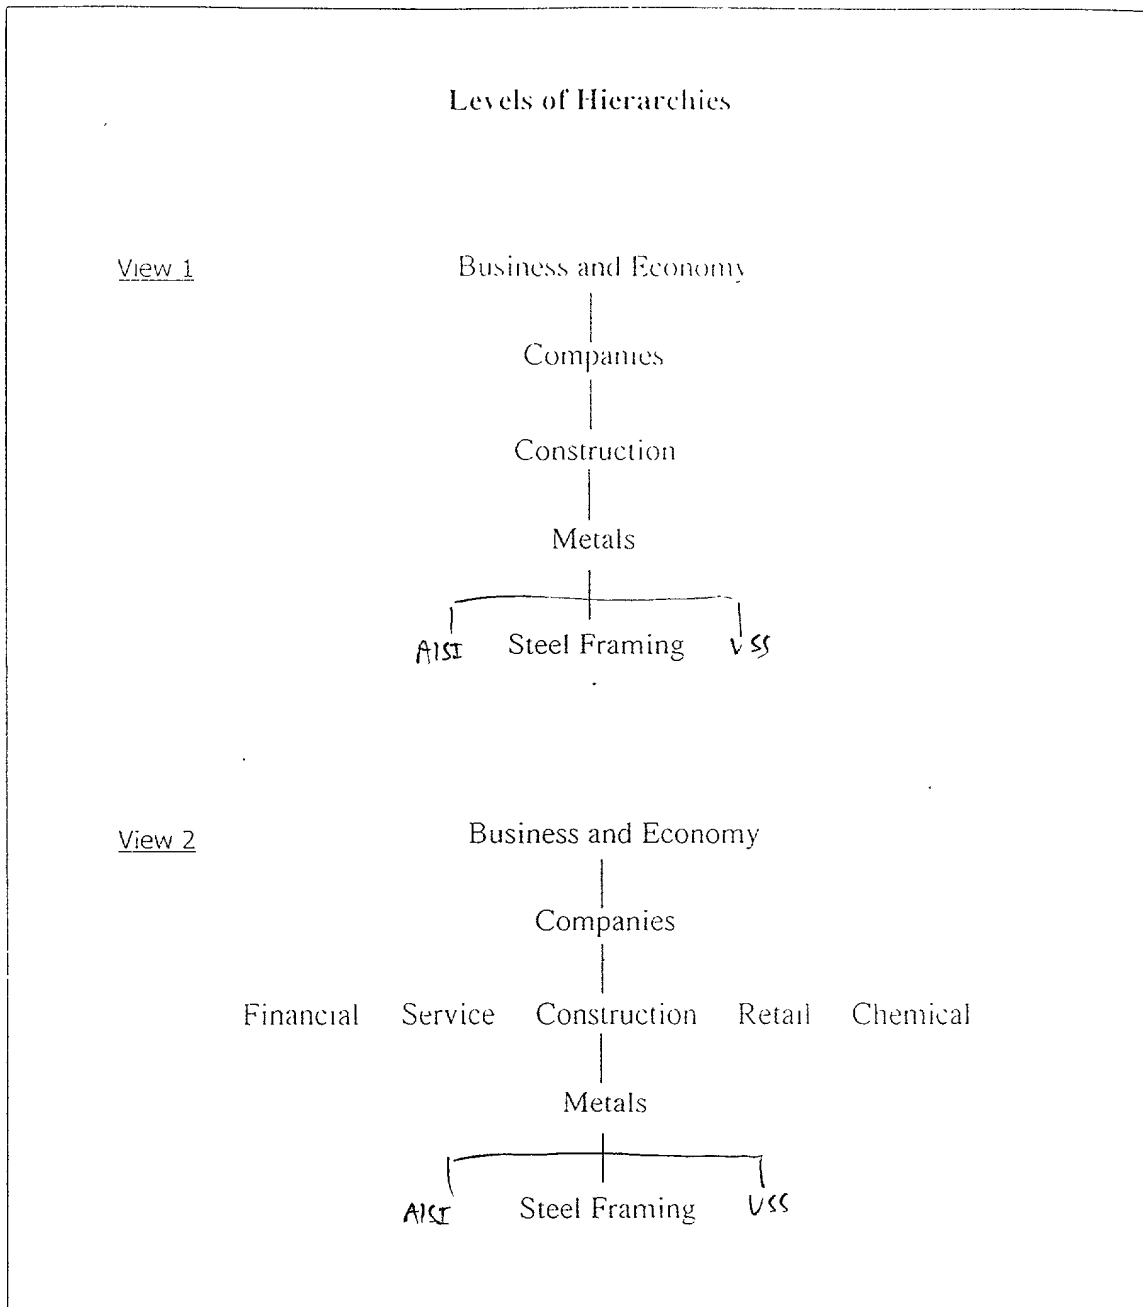 Levels of Hierarchies
View 1
Business and Economy
Companies
Construction
Metals
AISI Steel Framing USS
View 2
Business and Economy
Companies
Financial Service Construction Retail Chemical
Metals
AISI Steel Framing USS